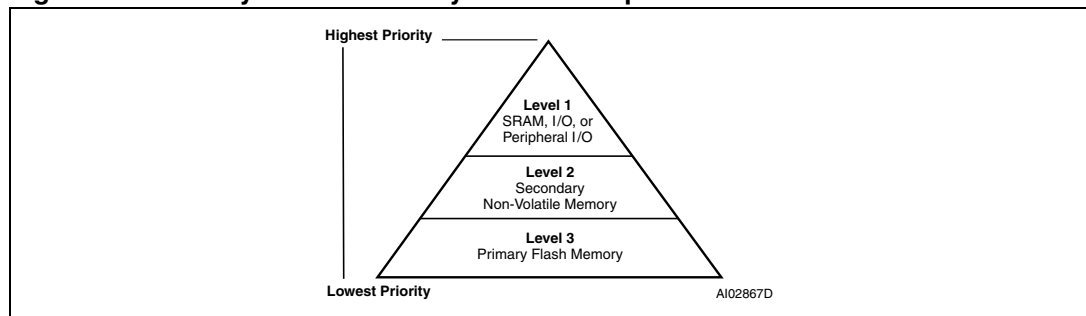 Highest Priority
Level 1
SRAM, I/O, or
Peripheral I/O
Level 2
Secondary
Non-Volatile Memory
Level 3
Primary Flash Memory
Lowest Priority
AI02867D